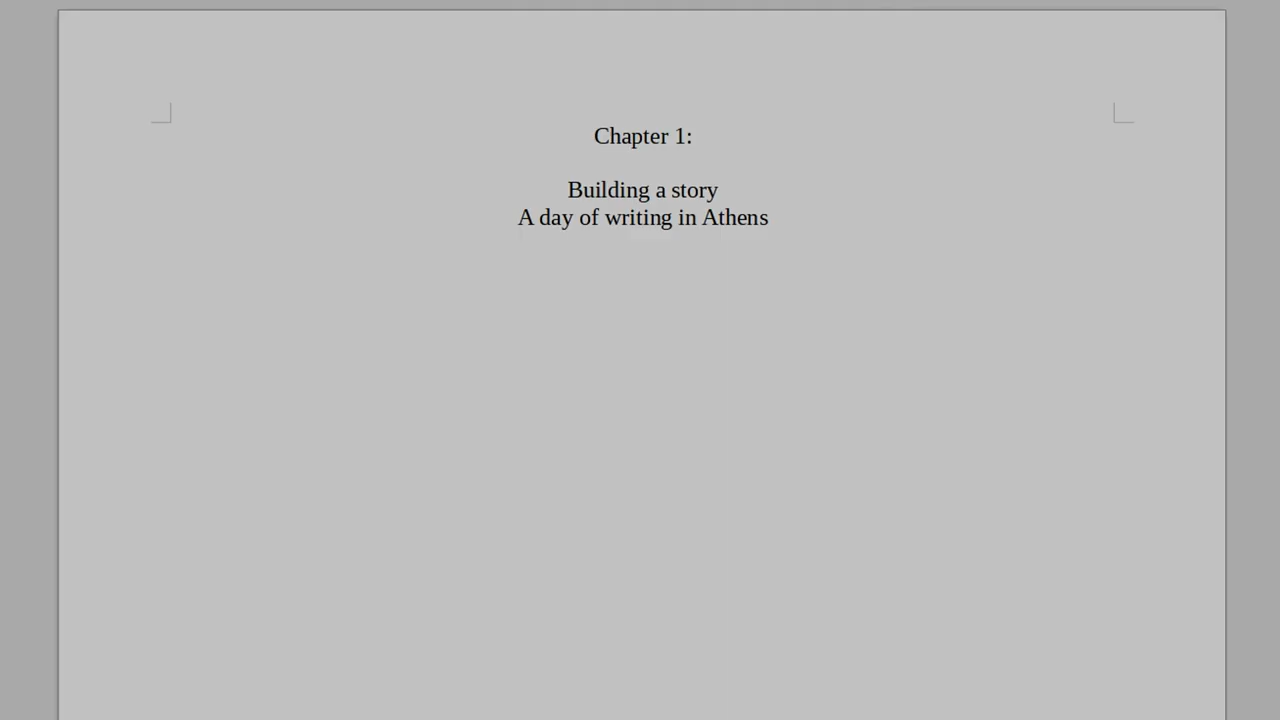 Chapter 1:
Building a story
A day of writing in Athens